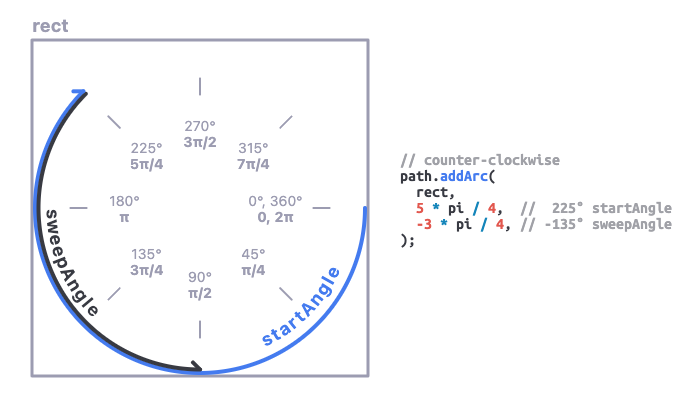 rect
270°
3π/2
225°
5π/4
315°
7π/4
180°
π
0°, 360°
0, 2π
135°
3π/4
45°
π/4
90°
π/2
sweepAngle
startAngle
// counter-clockwise
path.addArc(
  rect,
  5 * pi / 4,  //  225° startAngle
  -3 * pi / 4, // -135° sweepAngle
);